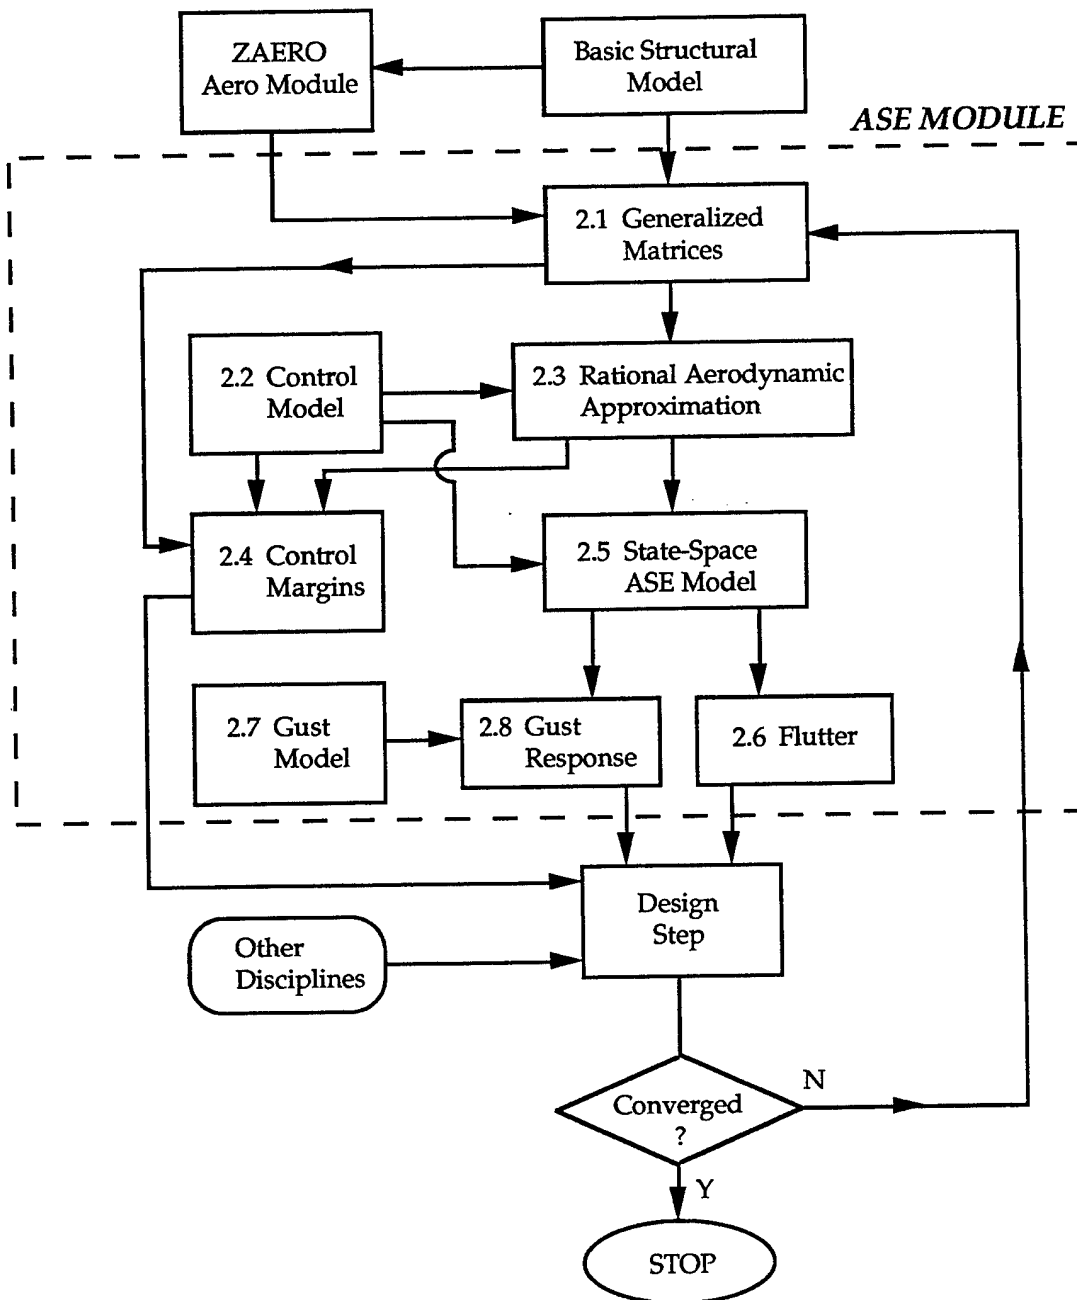 ZAERO
Aero Module
Basic Structural
Model
ASE MODULE
2.1 Generalized
Matrices
2.2 Control
Model
2.3 Rational Aerodynamic
Approximation
2.4 Control
Margins
2.5 State-Space
ASE Model
2.7 Gust
Model
2.8 Gust
Response
2.6 Flutter
Design
Step
Other
Disciplines
Converged
?
N
Y
STOP